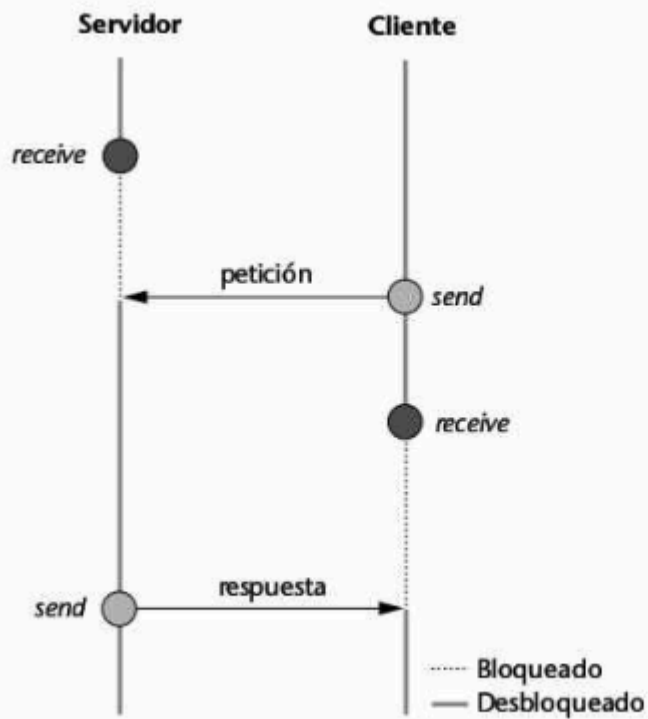 Servidor Cliente
receive
petición
send
receive
respuesta
send
Bloqueado
Desbloqueado